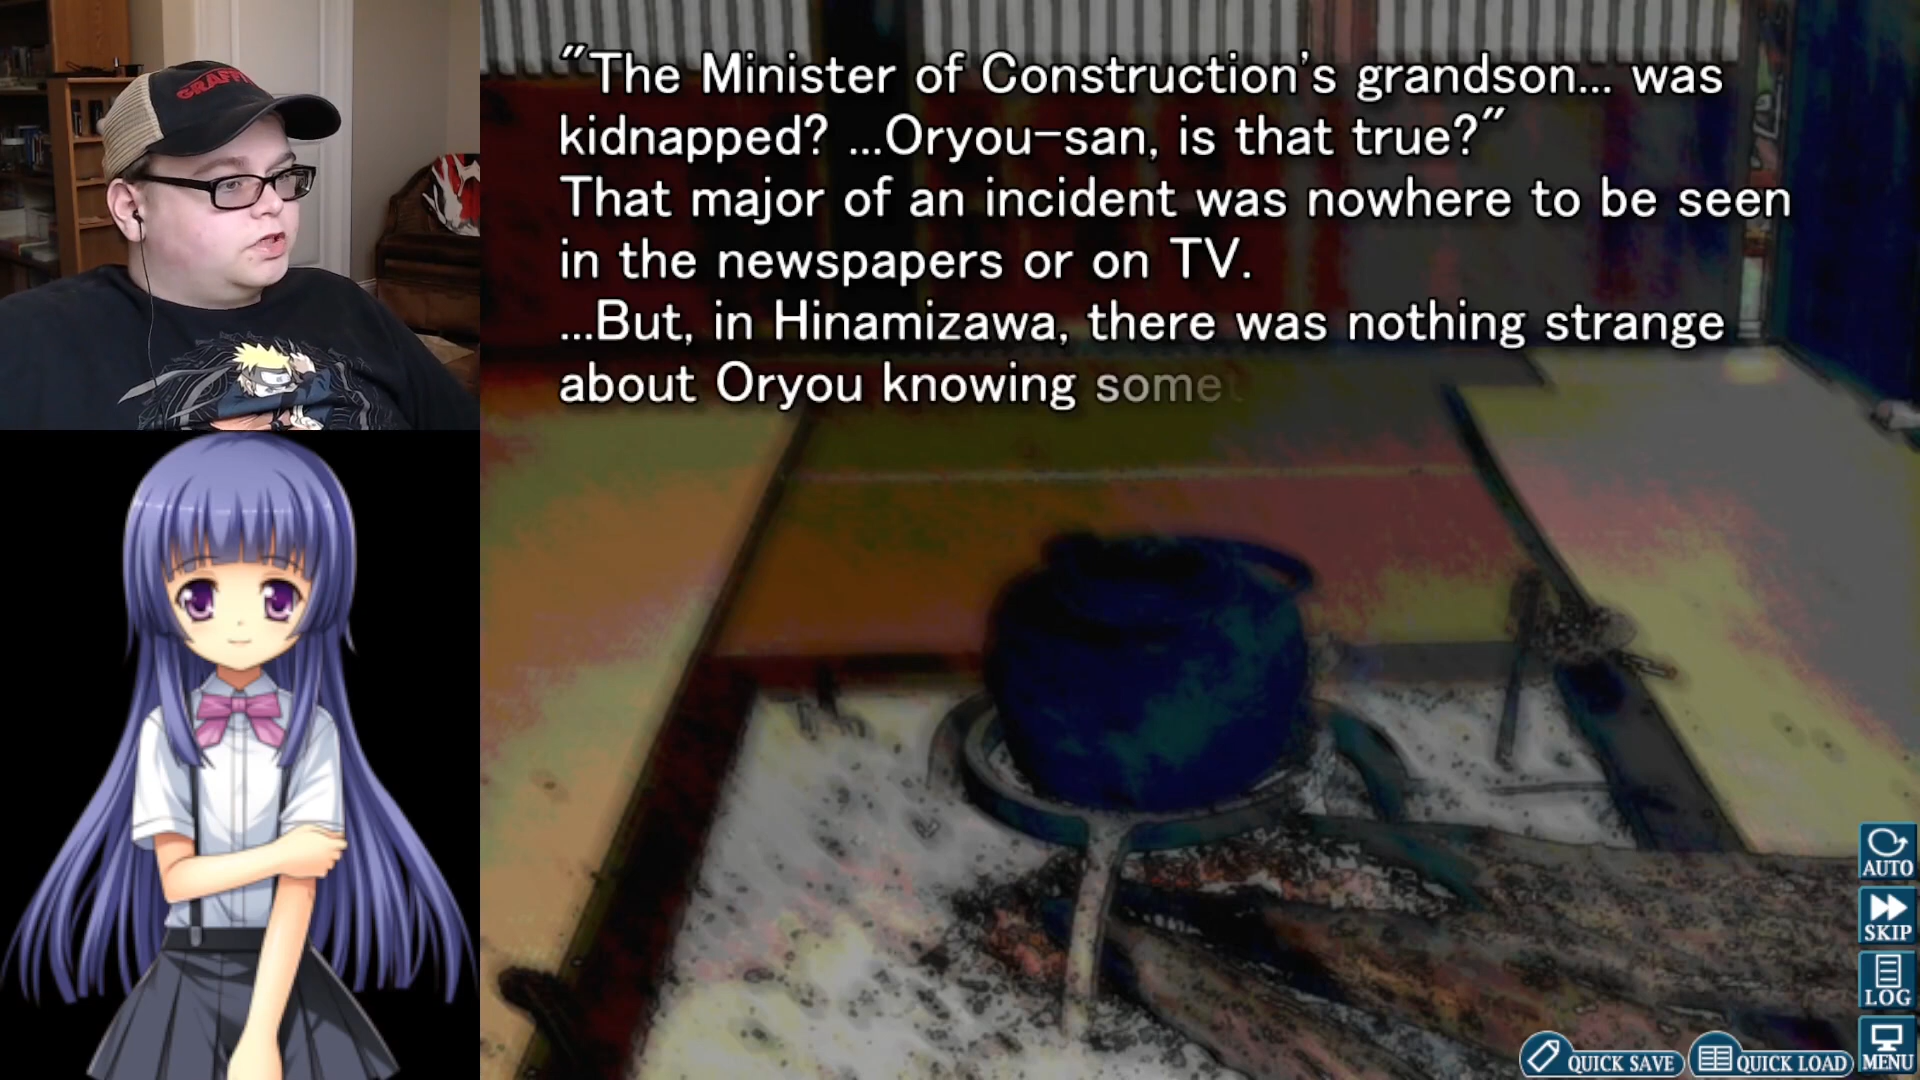 GRAFF
"The Minister of Construction's grandson... was
kidnapped? ...Oryou-san, is that true?"
That major of an incident was nowhere to be seen
in the newspapers or on TV.
...But, in Hinamizawa, there was nothing strange
about Oryou knowing some
AUTO
SKIP
LOG
MENU
QUICK SAVE
QUICK LOAD